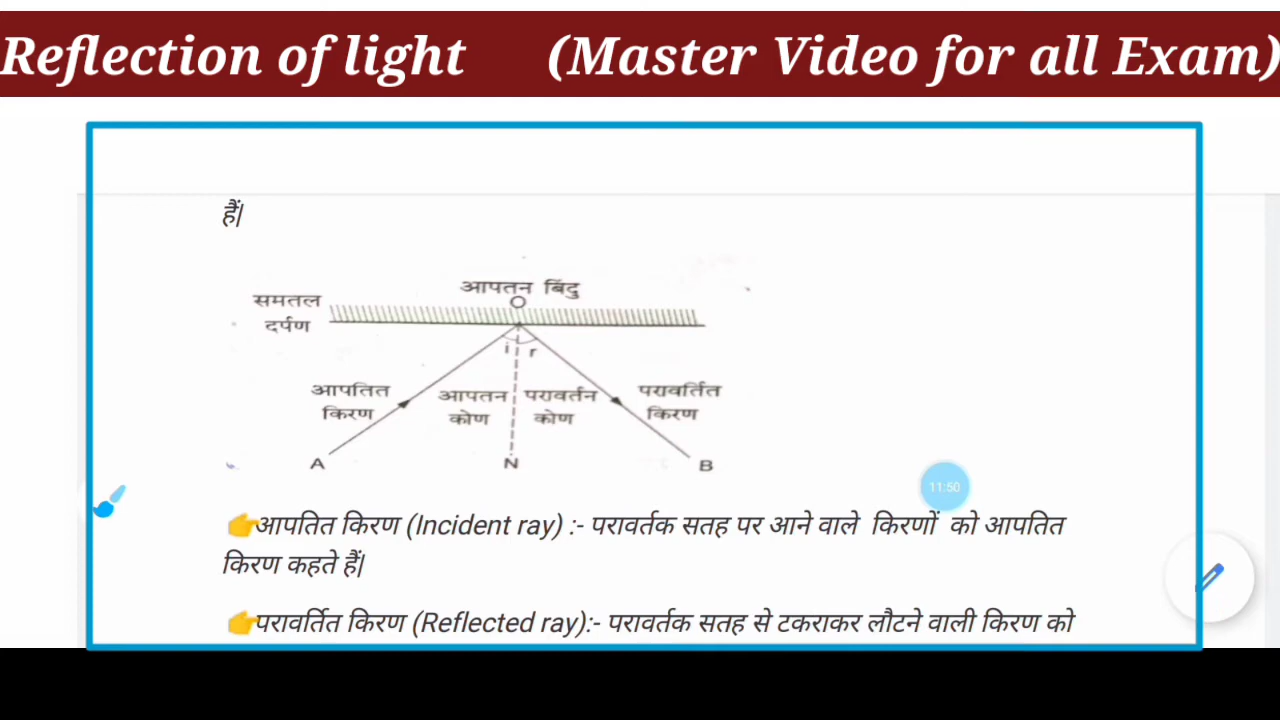 Reflection of light (Master Video for all Exam)
हैं|
आपतन बिंदु
O
समतल
दर्पण
i r
आपतित
किरण
आपतन
कोण
परावर्तन
कोण
परावर्तित
किरण
A
N
B
11:50
👉आपतित किरण (Incident ray) :- परावर्तक सतह पर आने वाले किरणों को आपतित
किरण कहते हैं|
👉परावर्तित किरण (Reflected ray):- परावर्तक सतह से टकराकर लौटने वाली किरण को